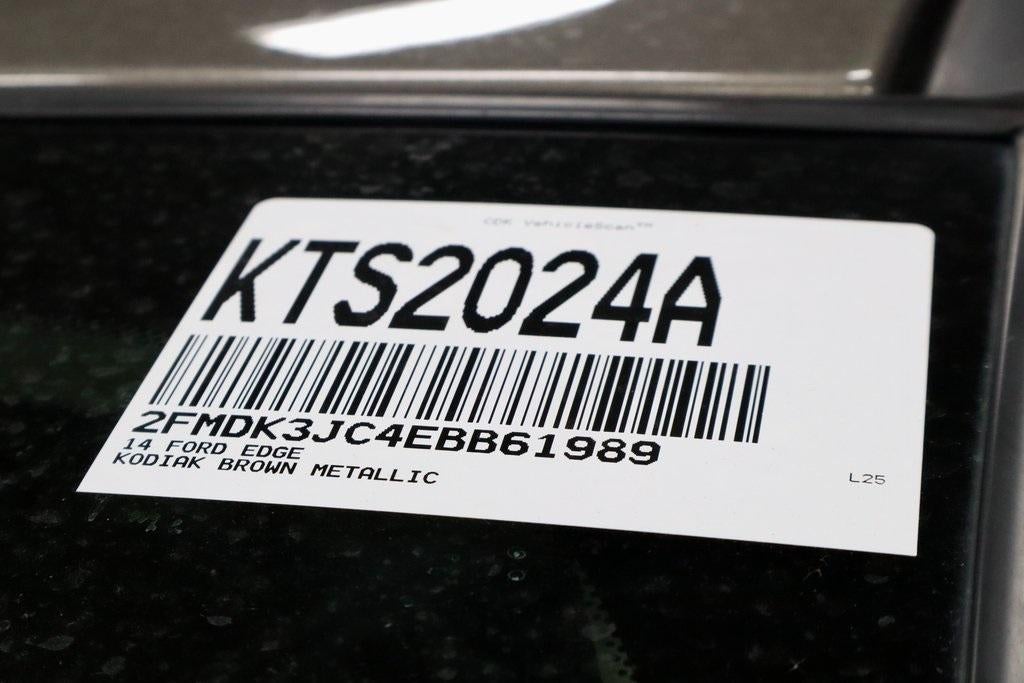 CDK VehicleScan™
KTS2024A
2FMDK3JC4EBB61989
14 FORD EDGE
KODIAK BROWN METALLIC
L25